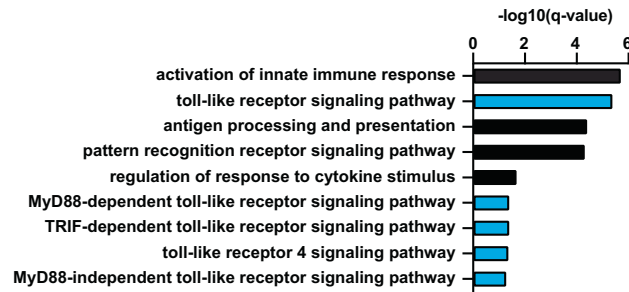 -log10(q-value)
0 2 4 6
activation of innate immune response
toll-like receptor signaling pathway
antigen processing and presentation
pattern recognition receptor signaling pathway
regulation of response to cytokine stimulus
MyD88-dependent toll-like receptor signaling pathway
TRIF-dependent toll-like receptor signaling pathway
toll-like receptor 4 signaling pathway
MyD88-independent toll-like receptor signaling pathway